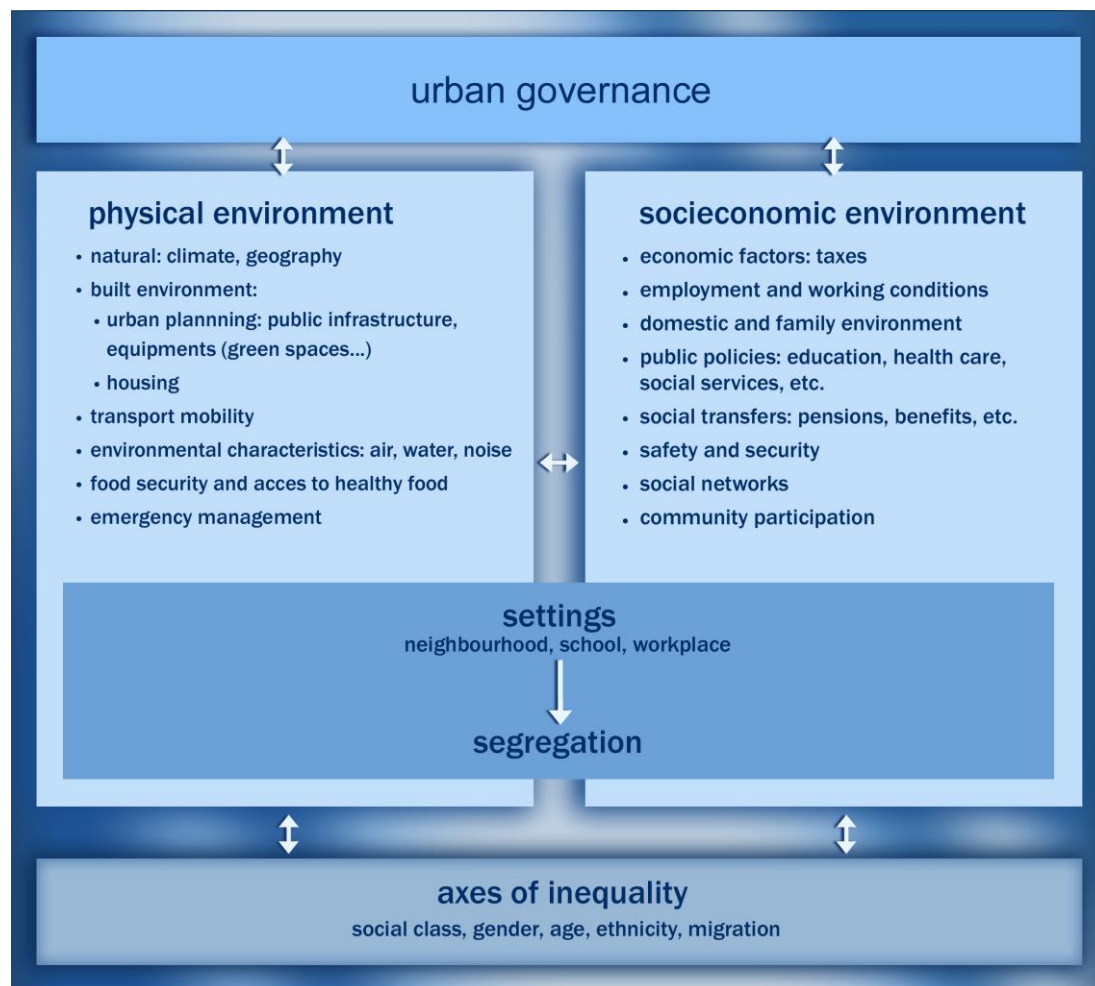 urban governance
physical environment
• natural: climate, geography
• built environment:
• urban plannning: public infrastructure,
equipments (green spaces...)
• housing
• transport mobility
• environmental characteristics: air, water, noise
• food security and acces to healthy food
• emergency management
socieconomic environment
• economic factors: taxes
• employment and working conditions
• domestic and family environment
• public policies: education, health care,
social services, etc.
• social transfers: pensions, benefits, etc.
• safety and security
• social networks
• community participation
settings
neighbourhood, school, workplace
segregation
axes of inequality
social class, gender, age, ethnicity, migration